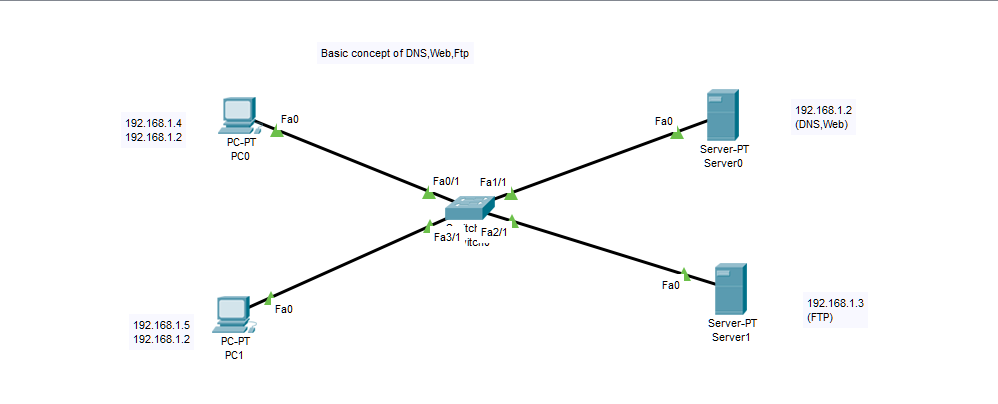 Basic concept of DNS,Web,Ftp
192.168.1.4
192.168.1.2
Fa0
PC-PT
PC0
Fa0
Server-PT
Server0
192.168.1.2
(DNS,Web)
Fa0/1
Fa1/1
Fa3/1
Fa2/1
192.168.1.5
192.168.1.2
Fa0
PC-PT
PC1
Fa0
Server-PT
Server1
192.168.1.3
(FTP)